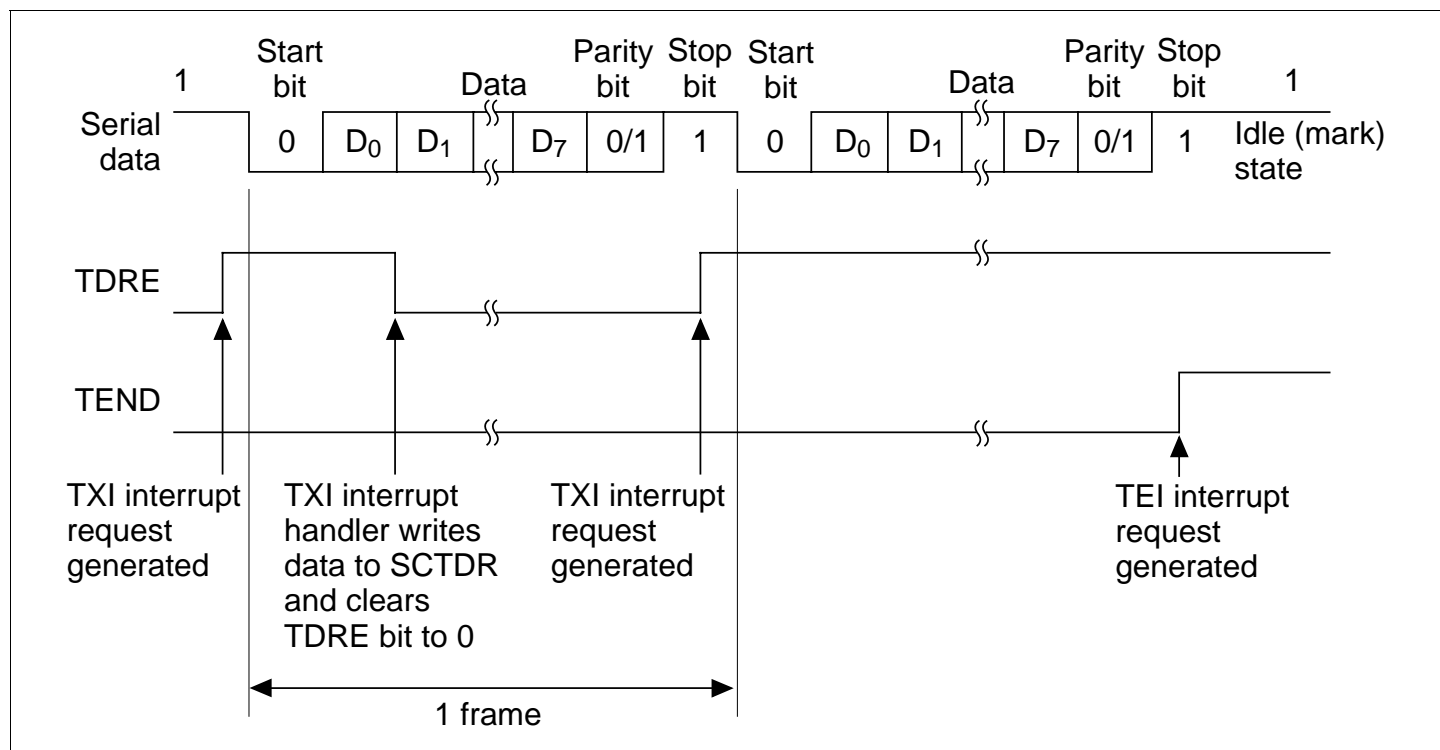 Start bit
Data
Parity bit
Stop bit
Start bit
Data
Parity bit
Stop bit
1
1
Serial data
0
D0
D1
D7
0/1
1
0
D0
D1
D7
0/1
1
Idle (mark) state
TDRE
TEND
TXI interrupt
request
generated
TXI interrupt
handler writes
data to SCTDR
and clears
TDRE bit to 0
TXI interrupt
request
generated
TEI interrupt
request
generated
1 frame